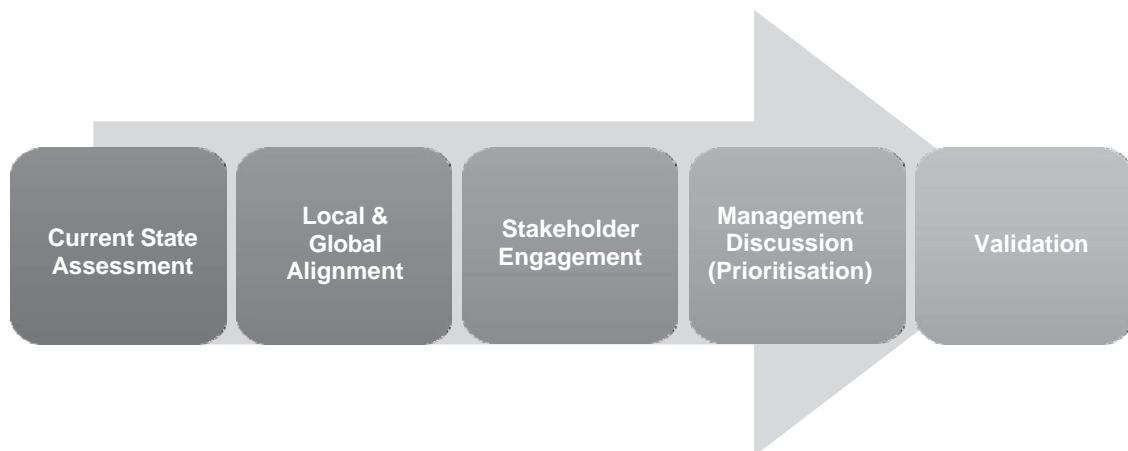 Current State
Assessment
Local &
Global
Alignment
Stakeholder
Engagement
Management
Discussion
(Prioritisation)
Validation